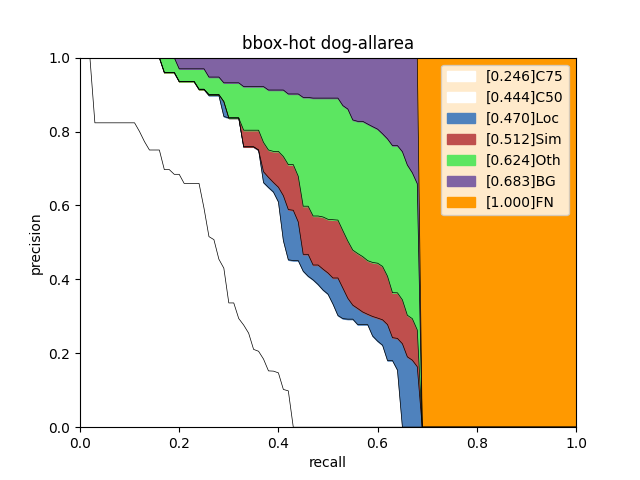 bbox-hot dog-allarea
1.0
0.8
0.6
0.4
0.2
0.0
precision
[0.246]C75
[0.444]C50
[0.470]Loc
[0.512]Sim
[0.624]Oth
[0.683]BG
[1.000]FN
0.0 0.2 0.4 0.6 0.8 1.0
recall